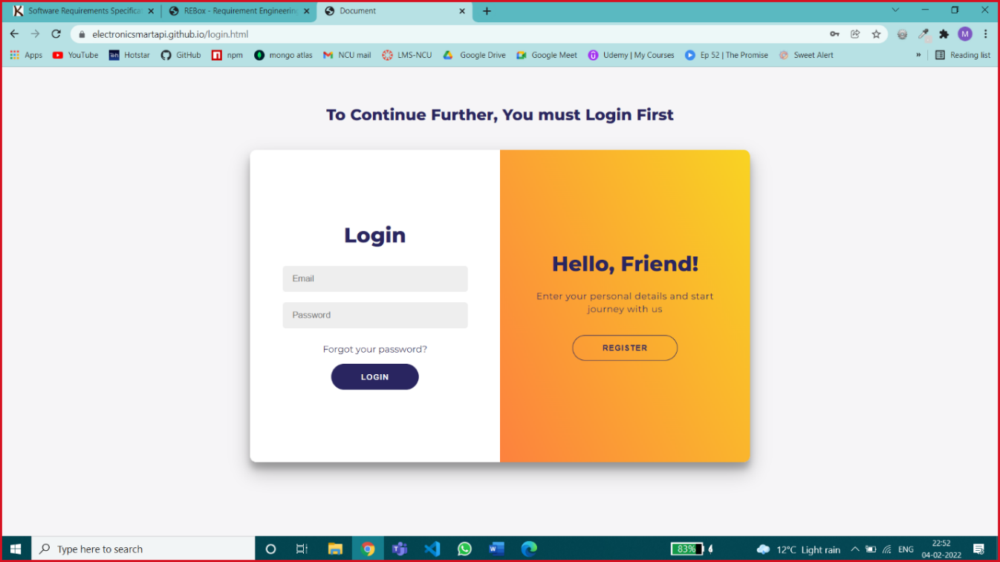 Software Requirements Specificat
REBox - Requirement Engineering
Document
electronicsmartapi.github.io/login.html
M
Apps
YouTube
Hotstar
GitHub
npm
mongo atlas
NCU mail
LMS-NCU
Google Drive
Google Meet
Udemy | My Courses
Ep 52 | The Promise
Sweet Alert
»
Reading list
To Continue Further, You must Login First
Login
Email
Password
Forgot your password?
LOGIN
Hello, Friend!
Enter your personal details and start
journey with us
REGISTER
Type here to search
83%
12°C Light rain
ENG
22:52
04-02-2022